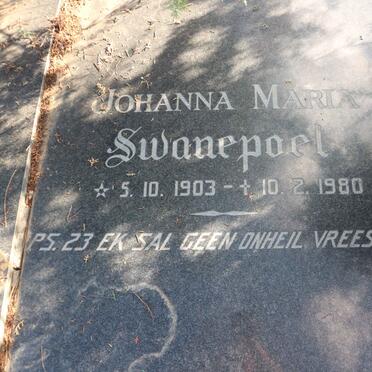 JOHANNA MARIA
Swanepoel
☆ 5. 10. 1903 - ✝ 10. 2. 1980
PS. 23 EK SAL GEEN ONHEIL VREES